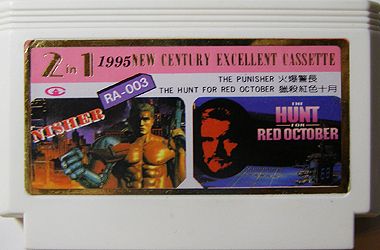 2 in 1
1995 NEW CENTURY EXCELLENT CASSETTE
THE PUNISHER 火爆警長
THE HUNT FOR RED OCTOBER 獵殺紅色十月
RA-003
NISHER
THE
HUNT
FOR
RED OCTOBER